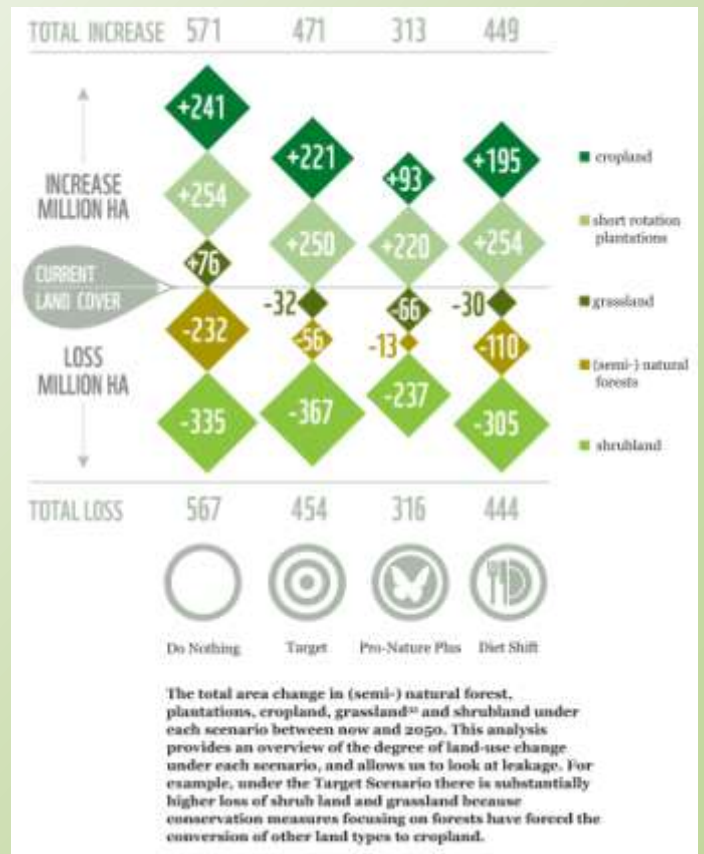 TOTAL INCREASE 571 471 313 449
+241
+221
+195
+93
cropland
INCREASE
MILLION HA
+254
+250
+220
+254
short rotation
plantations
CURRENT
LAND COVER
+76
-32
-66
-30
grassland
-232
-56
-13
-110
(semi-) natural
forests
LOSS
MILLION HA
-335
-367
-237
-305
shrubland
TOTAL LOSS 567 454 316 444
Do Nothing Target Pro-Nature Plus Diet Shift
The total area change in (semi-) natural forest,
plantations, cropland, grassland and shrubland under
each scenario between now and 2050. This analysis
provides an overview of the degree of land-use change
under each scenario, and allows us to look at leakage. For
example, under the Target Scenario there is substantially
higher loss of shrub land and grassland because
conservation measures focusing on forests have forced the
conversion of other land types to cropland.